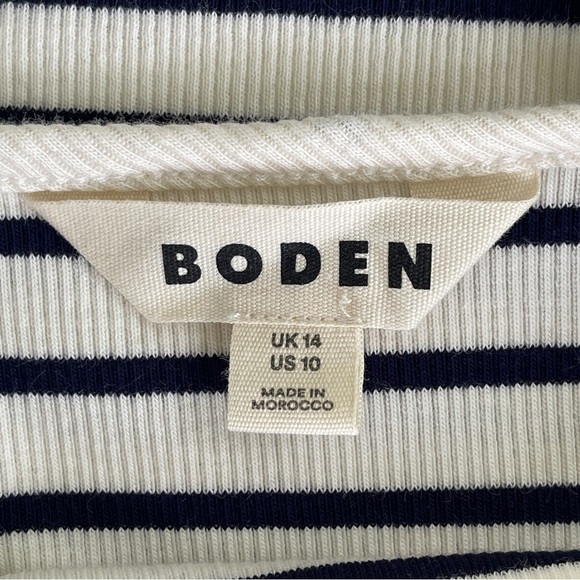 BODEN
UK 14
US 10
MADE IN
MOROCCO